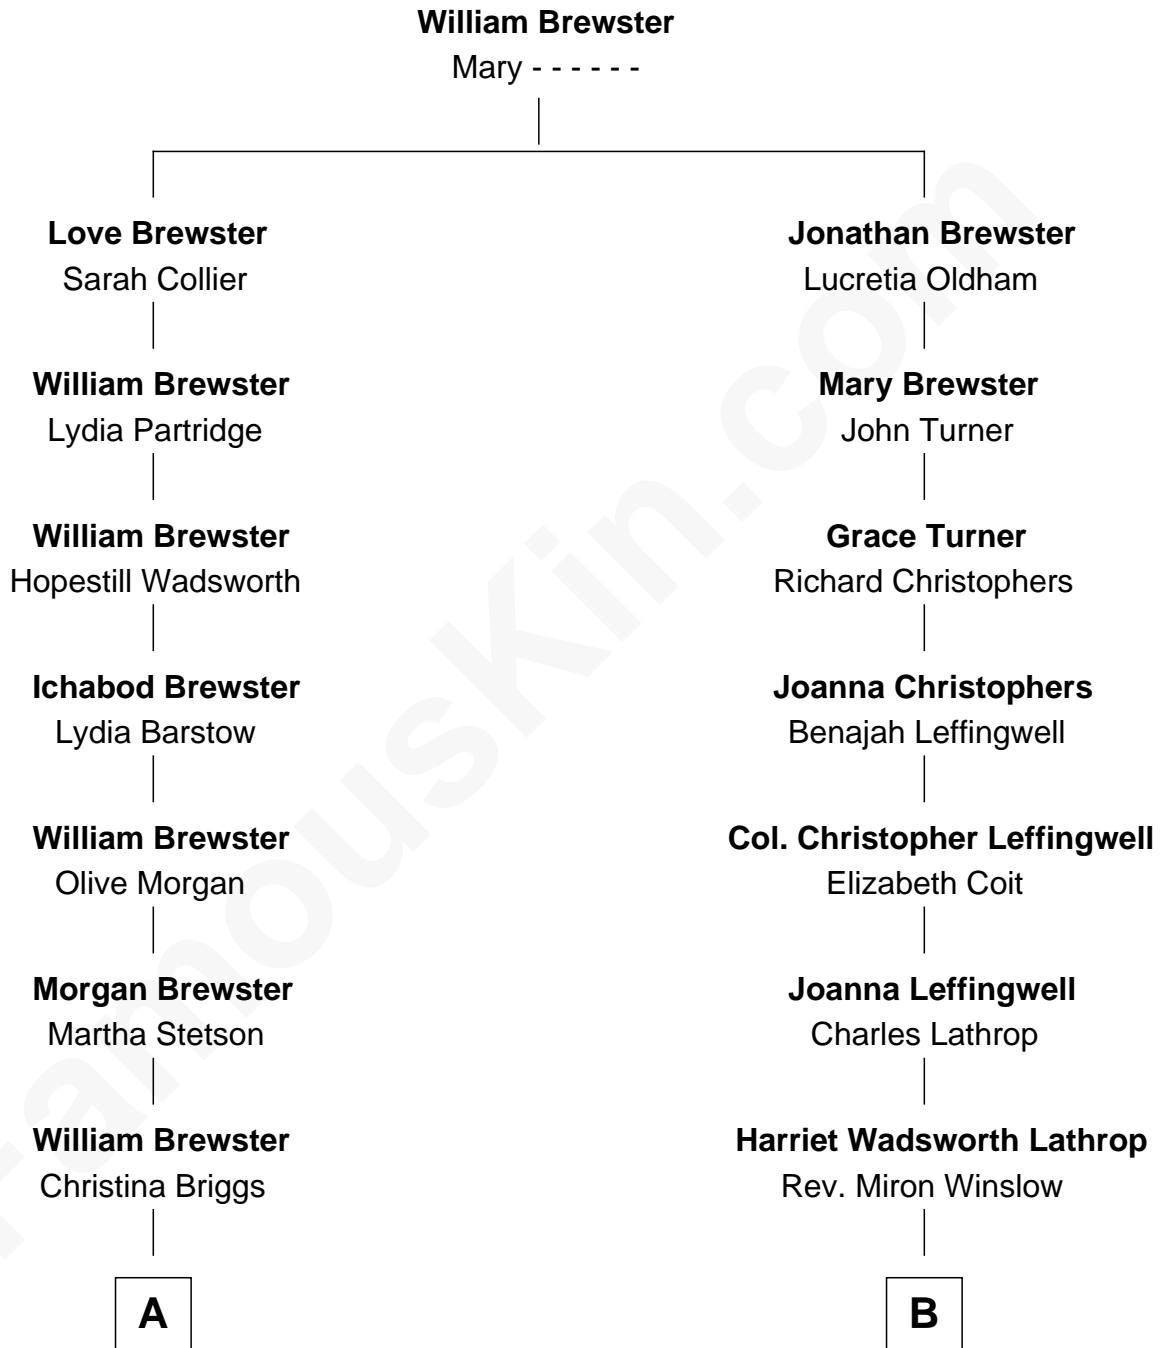 William Brewster
Mary - - - - - -
Love Brewster
Sarah Collier
Jonathan Brewster
Lucretia Oldham
William Brewster
Lydia Partridge
Mary Brewster
John Turner
William Brewster
Hopestill Wadsworth
Grace Turner
Richard Christophers
Ichabod Brewster
Lydia Barstow
Joanna Christophers
Benajah Leffingwell
William Brewster
Olive Morgan
Col. Christopher Leffingwell
Elizabeth Coit
Morgan Brewster
Martha Stetson
Joanna Leffingwell
Charles Lathrop
William Brewster
Christina Briggs
Harriet Wadsworth Lathrop
Rev. Miron Winslow
A
B
FamousKin.com